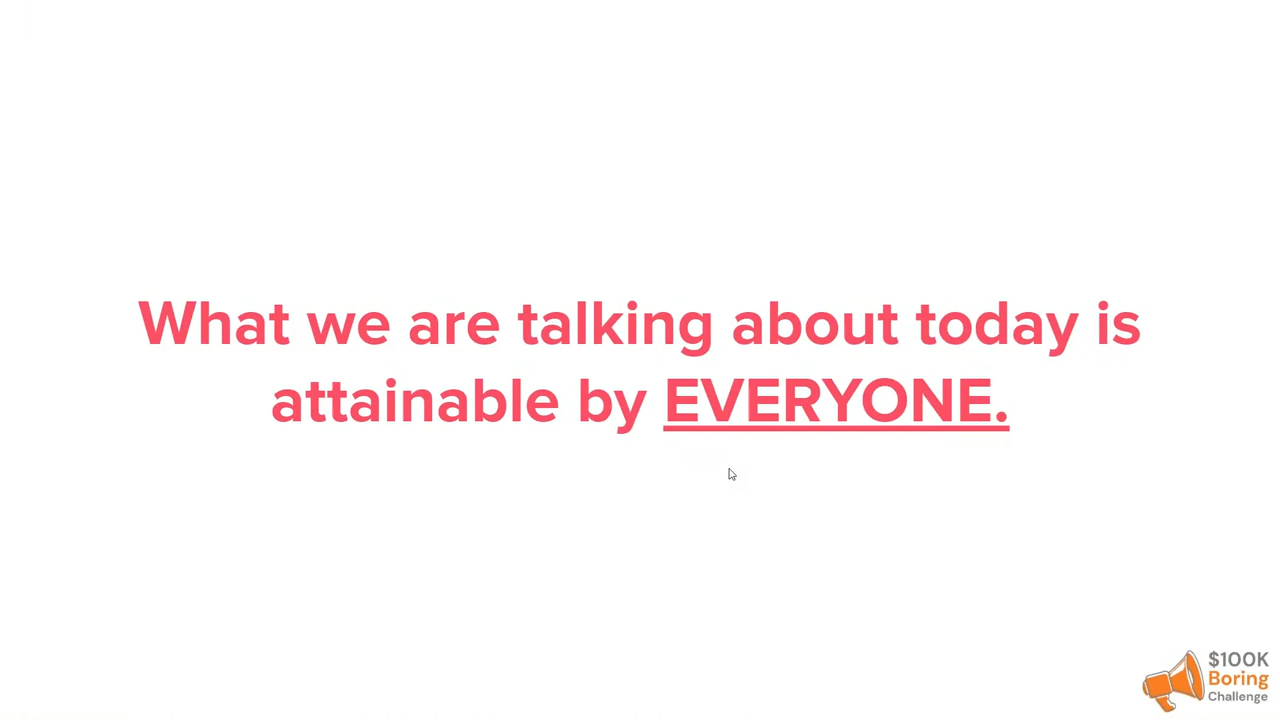 What we are talking about today is
attainable by EVERYONE.
$100K
Boring
Challenge